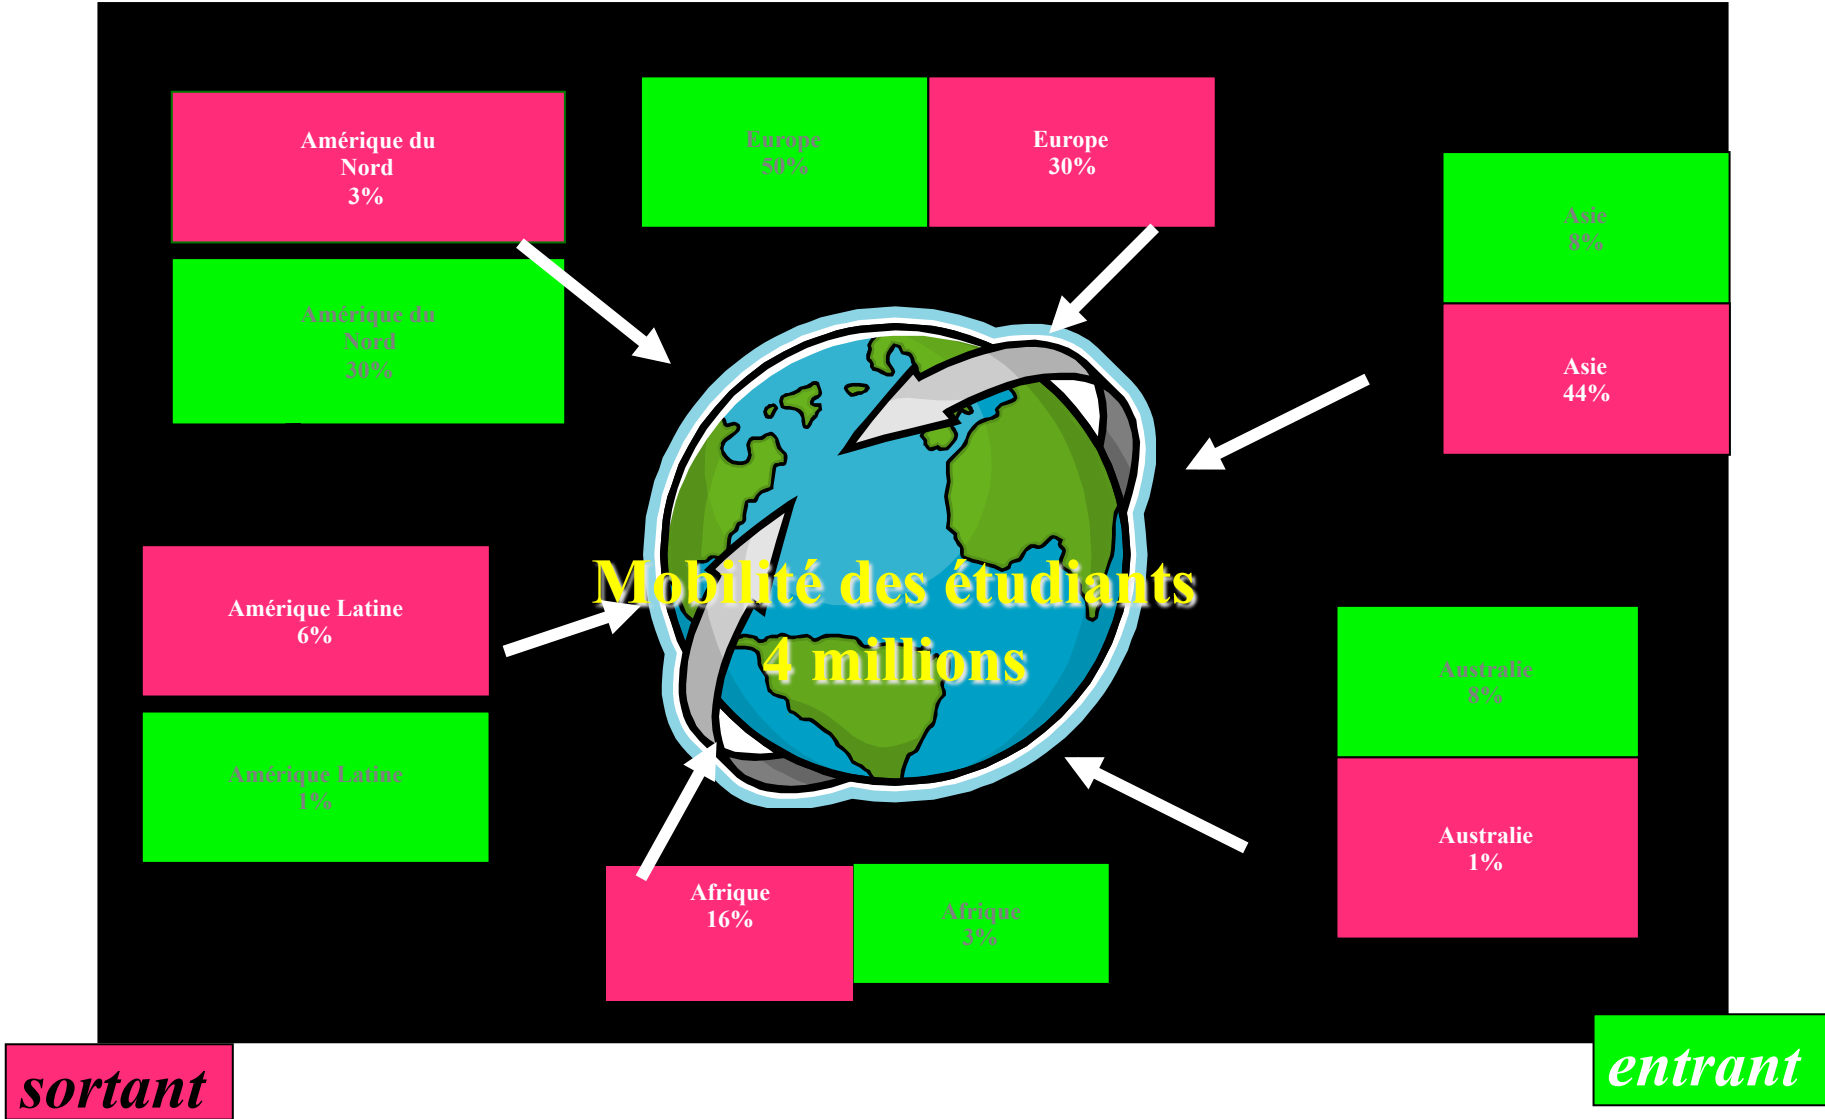 Amérique du
Nord
3%
Europe
50%
Europe
30%
Asie
8%
Amérique du
Nord
30%
Asie
44%
Mobilité des étudiants
4 millions
Amérique Latine
6%
Australie
8%
Amérique Latine
1%
Australie
1%
Afrique
16%
Afrique
3%
sortant
entrant